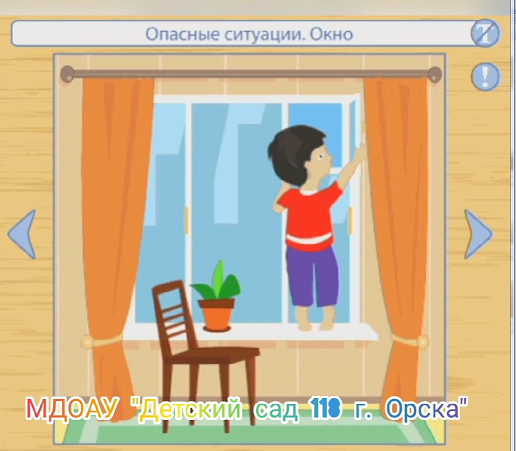 Опасные ситуации. Окно
T
!
МДОАУ "Детский сад 118 г. Орска"